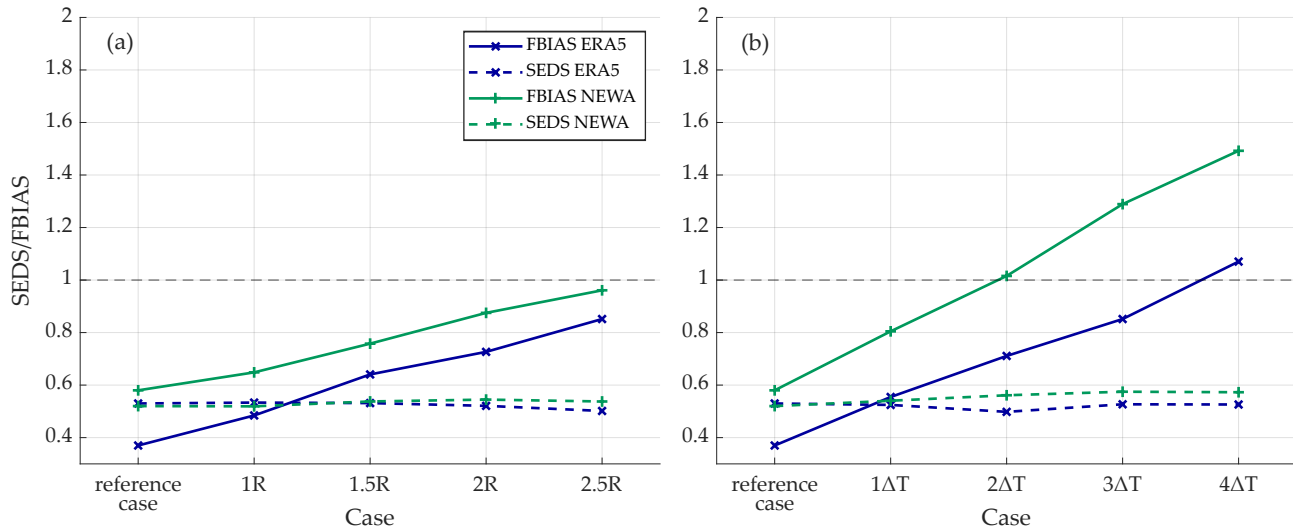 (a)
SEDS/FBIAS
2
1.8
1.6
1.4
1.2
1
0.8
0.6
0.4
FBIAS ERA5
SEDS ERA5
FBIAS NEWA
SEDS NEWA
reference
case
1R
1.5R
2R
2.5R
Case
(b)
2
1.8
1.6
1.4
1.2
1
0.8
0.6
0.4
reference
case
1ΔT
2ΔT
3ΔT
4ΔT
Case